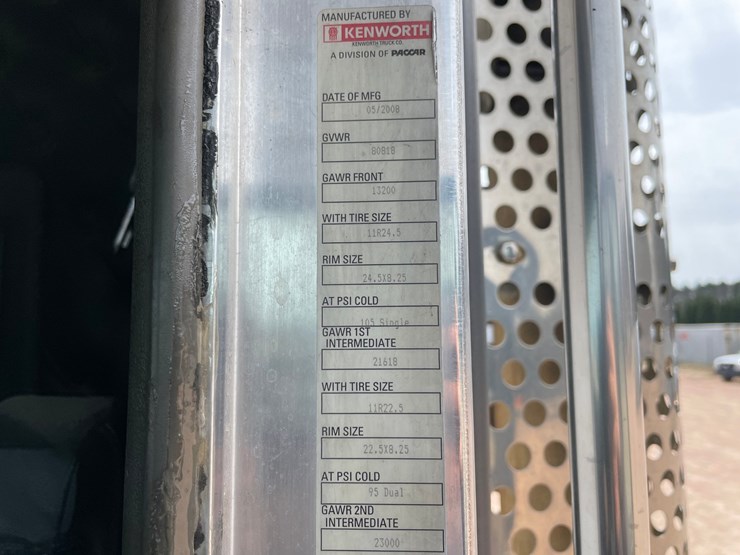 MANUFACTURED BY
KENWORTH
KENWORTH TRUCK CO.
A DIVISION OF PACCAR
DATE OF MFG
05/2008
GVWR
80818
GAWR FRONT
13200
WITH TIRE SIZE
11R24.5
RIM SIZE
24.5X8.25
AT PSI COLD
105 Single
GAWR 1ST
INTERMEDIATE
21618
WITH TIRE SIZE
11R22.5
RIM SIZE
22.5X8.25
AT PSI COLD
95 Dual
GAWR 2ND
INTERMEDIATE
23000